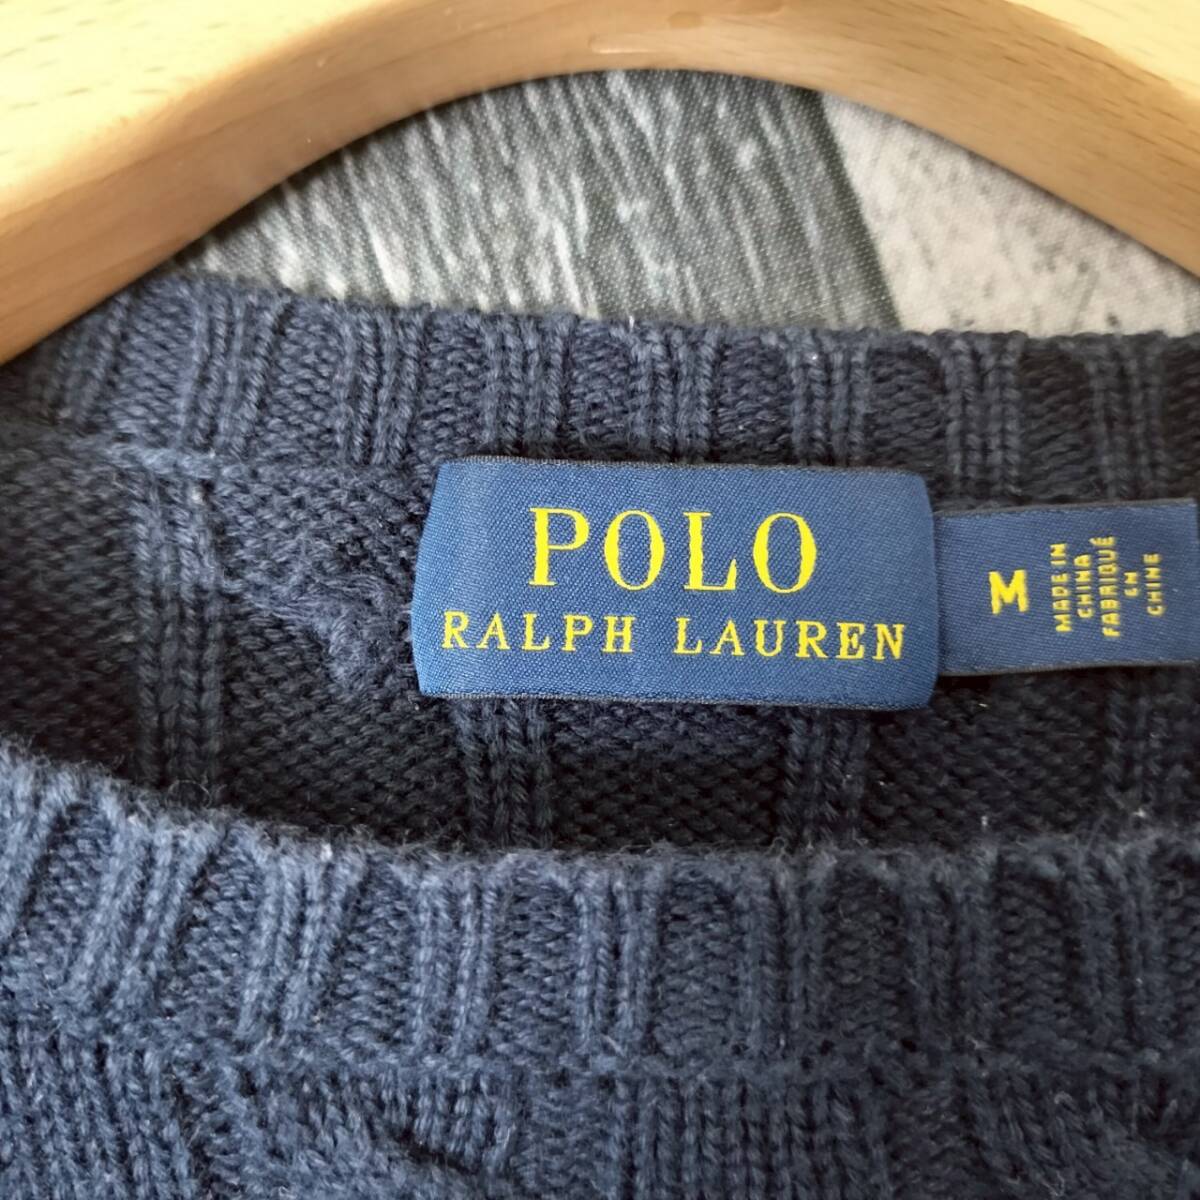 POLO
RALPH LAUREN
M
MADE IN
CHINA
FABRIQUÉ
EN
CHINE